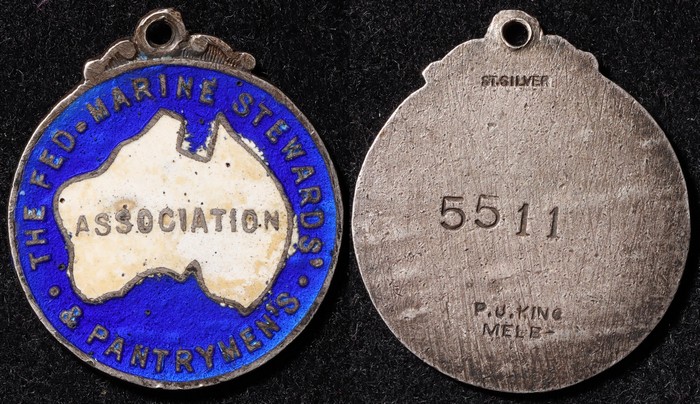 · THE FED. MARINE STEWARDS' ·
ASSOCIATION
& PANTRYMEN'S
ST. SILVER
5511
P.J. KING
MELB-